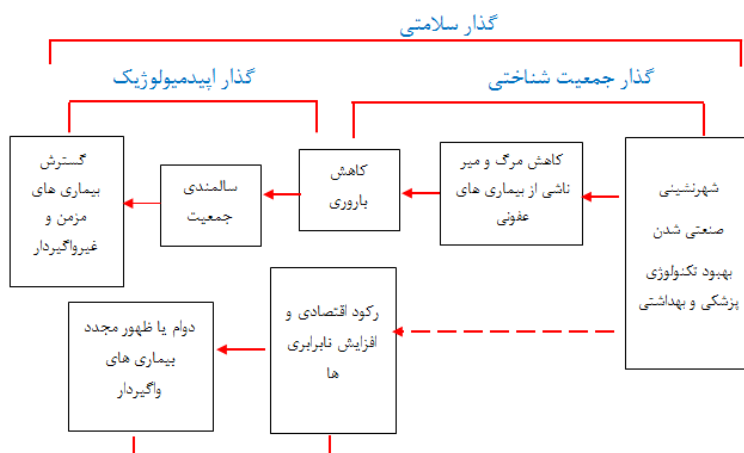 گذار سلامتی
گذار جمعیت شناختی
گذار اپیدمیولوژیک
شهرنشینی
صنعتی شدن
بهبود تکنولوژی
پزشکی و بهداشتی
کاهش مرگ و میر
ناشی از بیماری های
عفونی
کاهش
باروری
سالمندی
جمعیت
گسترش
بیماری های
مزمن و
غیرواگیردار
رکود اقتصادی و
افزایش نابرابری
ها
دوام یا ظهور مجدد
بیماری های
واگیردار